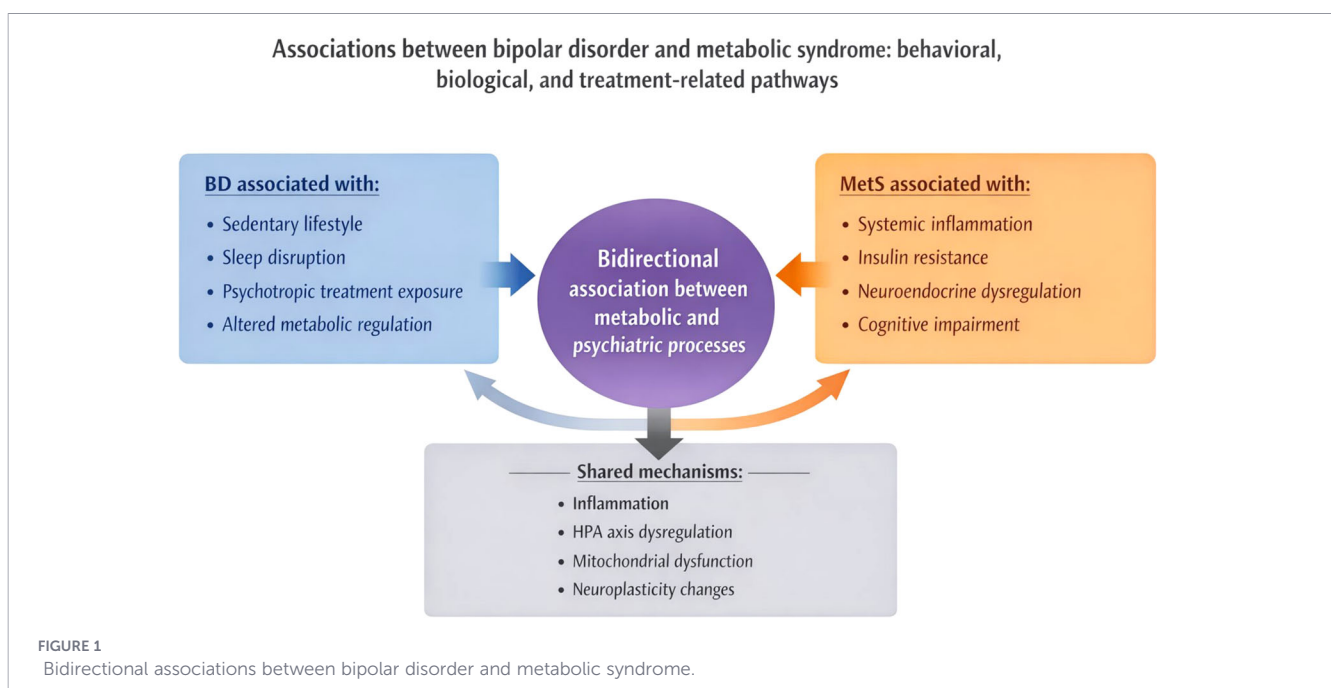 Associations between bipolar disorder and metabolic syndrome: behavioral,
biological, and treatment-related pathways
BD associated with:
• Sedentary lifestyle
• Sleep disruption
• Psychotropic treatment exposure
• Altered metabolic regulation
Bidirectional
association between
metabolic and
psychiatric processes
MetS associated with:
• Systemic inflammation
• Insulin resistance
• Neuroendocrine dysregulation
• Cognitive impairment
Shared mechanisms:
• Inflammation
• HPA axis dysregulation
• Mitochondrial dysfunction
• Neuroplasticity changes
FIGURE 1
Bidirectional associations between bipolar disorder and metabolic syndrome.